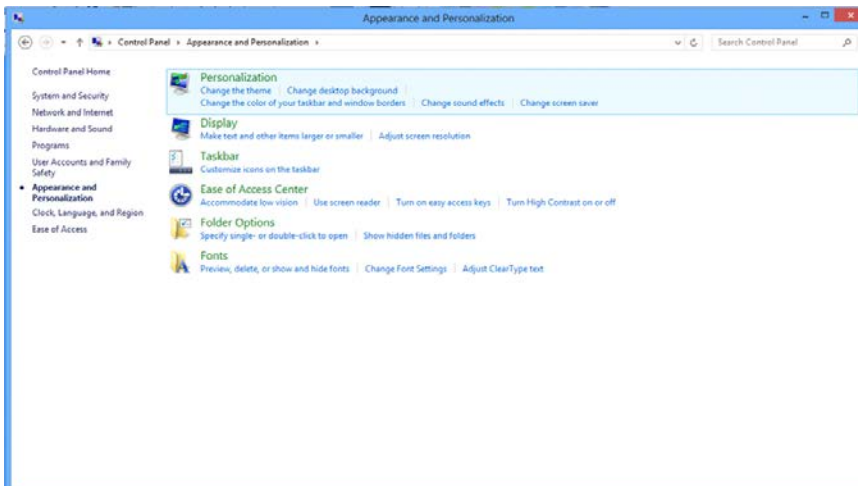 Appearance and Personalization
Control Panel ▸ Appearance and Personalization ▸
Search Control Panel
Control Panel Home
System and Security
Network and Internet
Hardware and Sound
Programs
User Accounts and Family
Safety
Appearance and
Personalization
Clock, Language, and Region
Ease of Access
Personalization
Change the theme | Change desktop background |
Change the color of your taskbar and window borders | Change sound effects | Change screen saver
Display
Make text and other items larger or smaller | Adjust screen resolution
Taskbar
Customize icons on the taskbar
Ease of Access Center
Accommodate low vision | Use screen reader | Turn on easy access keys | Turn High Contrast on or off
Folder Options
Specify single- or double-click to open | Show hidden files and folders
Fonts
Preview, delete, or show and hide fonts | Change Font Settings | Adjust ClearType text